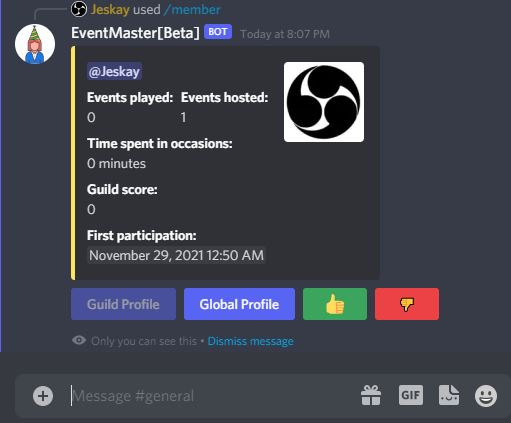 Jeskay used /member
EventMaster[Beta] BOT Today at 8:07 PM
@Jeskay
Events played: Events hosted:
0 1
Time spent in occasions:
0 minutes
Guild score:
0
First participation:
November 29, 2021 12:50 AM
Guild Profile Global Profile
Only you can see this • Dismiss message
Message #general GIF